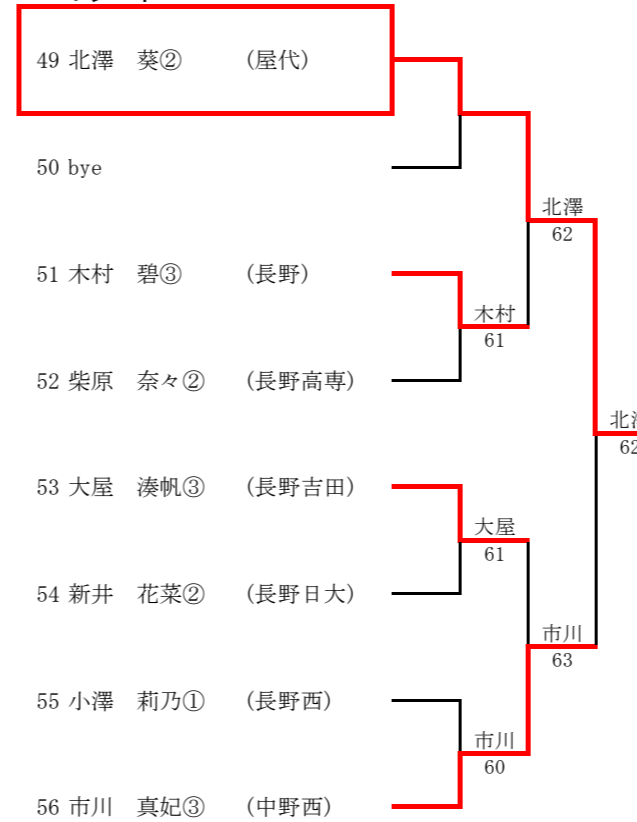 49 北澤 葵② (屋代)
50 bye
北澤
62
51 木村 碧③ (長野)
木村
61
52 柴原 奈々② (長野高専)
北
62
53 大屋 湊帆③ (長野吉田)
大屋
61
54 新井 花菜② (長野日大)
市川
63
55 小澤 莉乃① (長野西)
市川
60
56 市川 真妃③ (中野西)